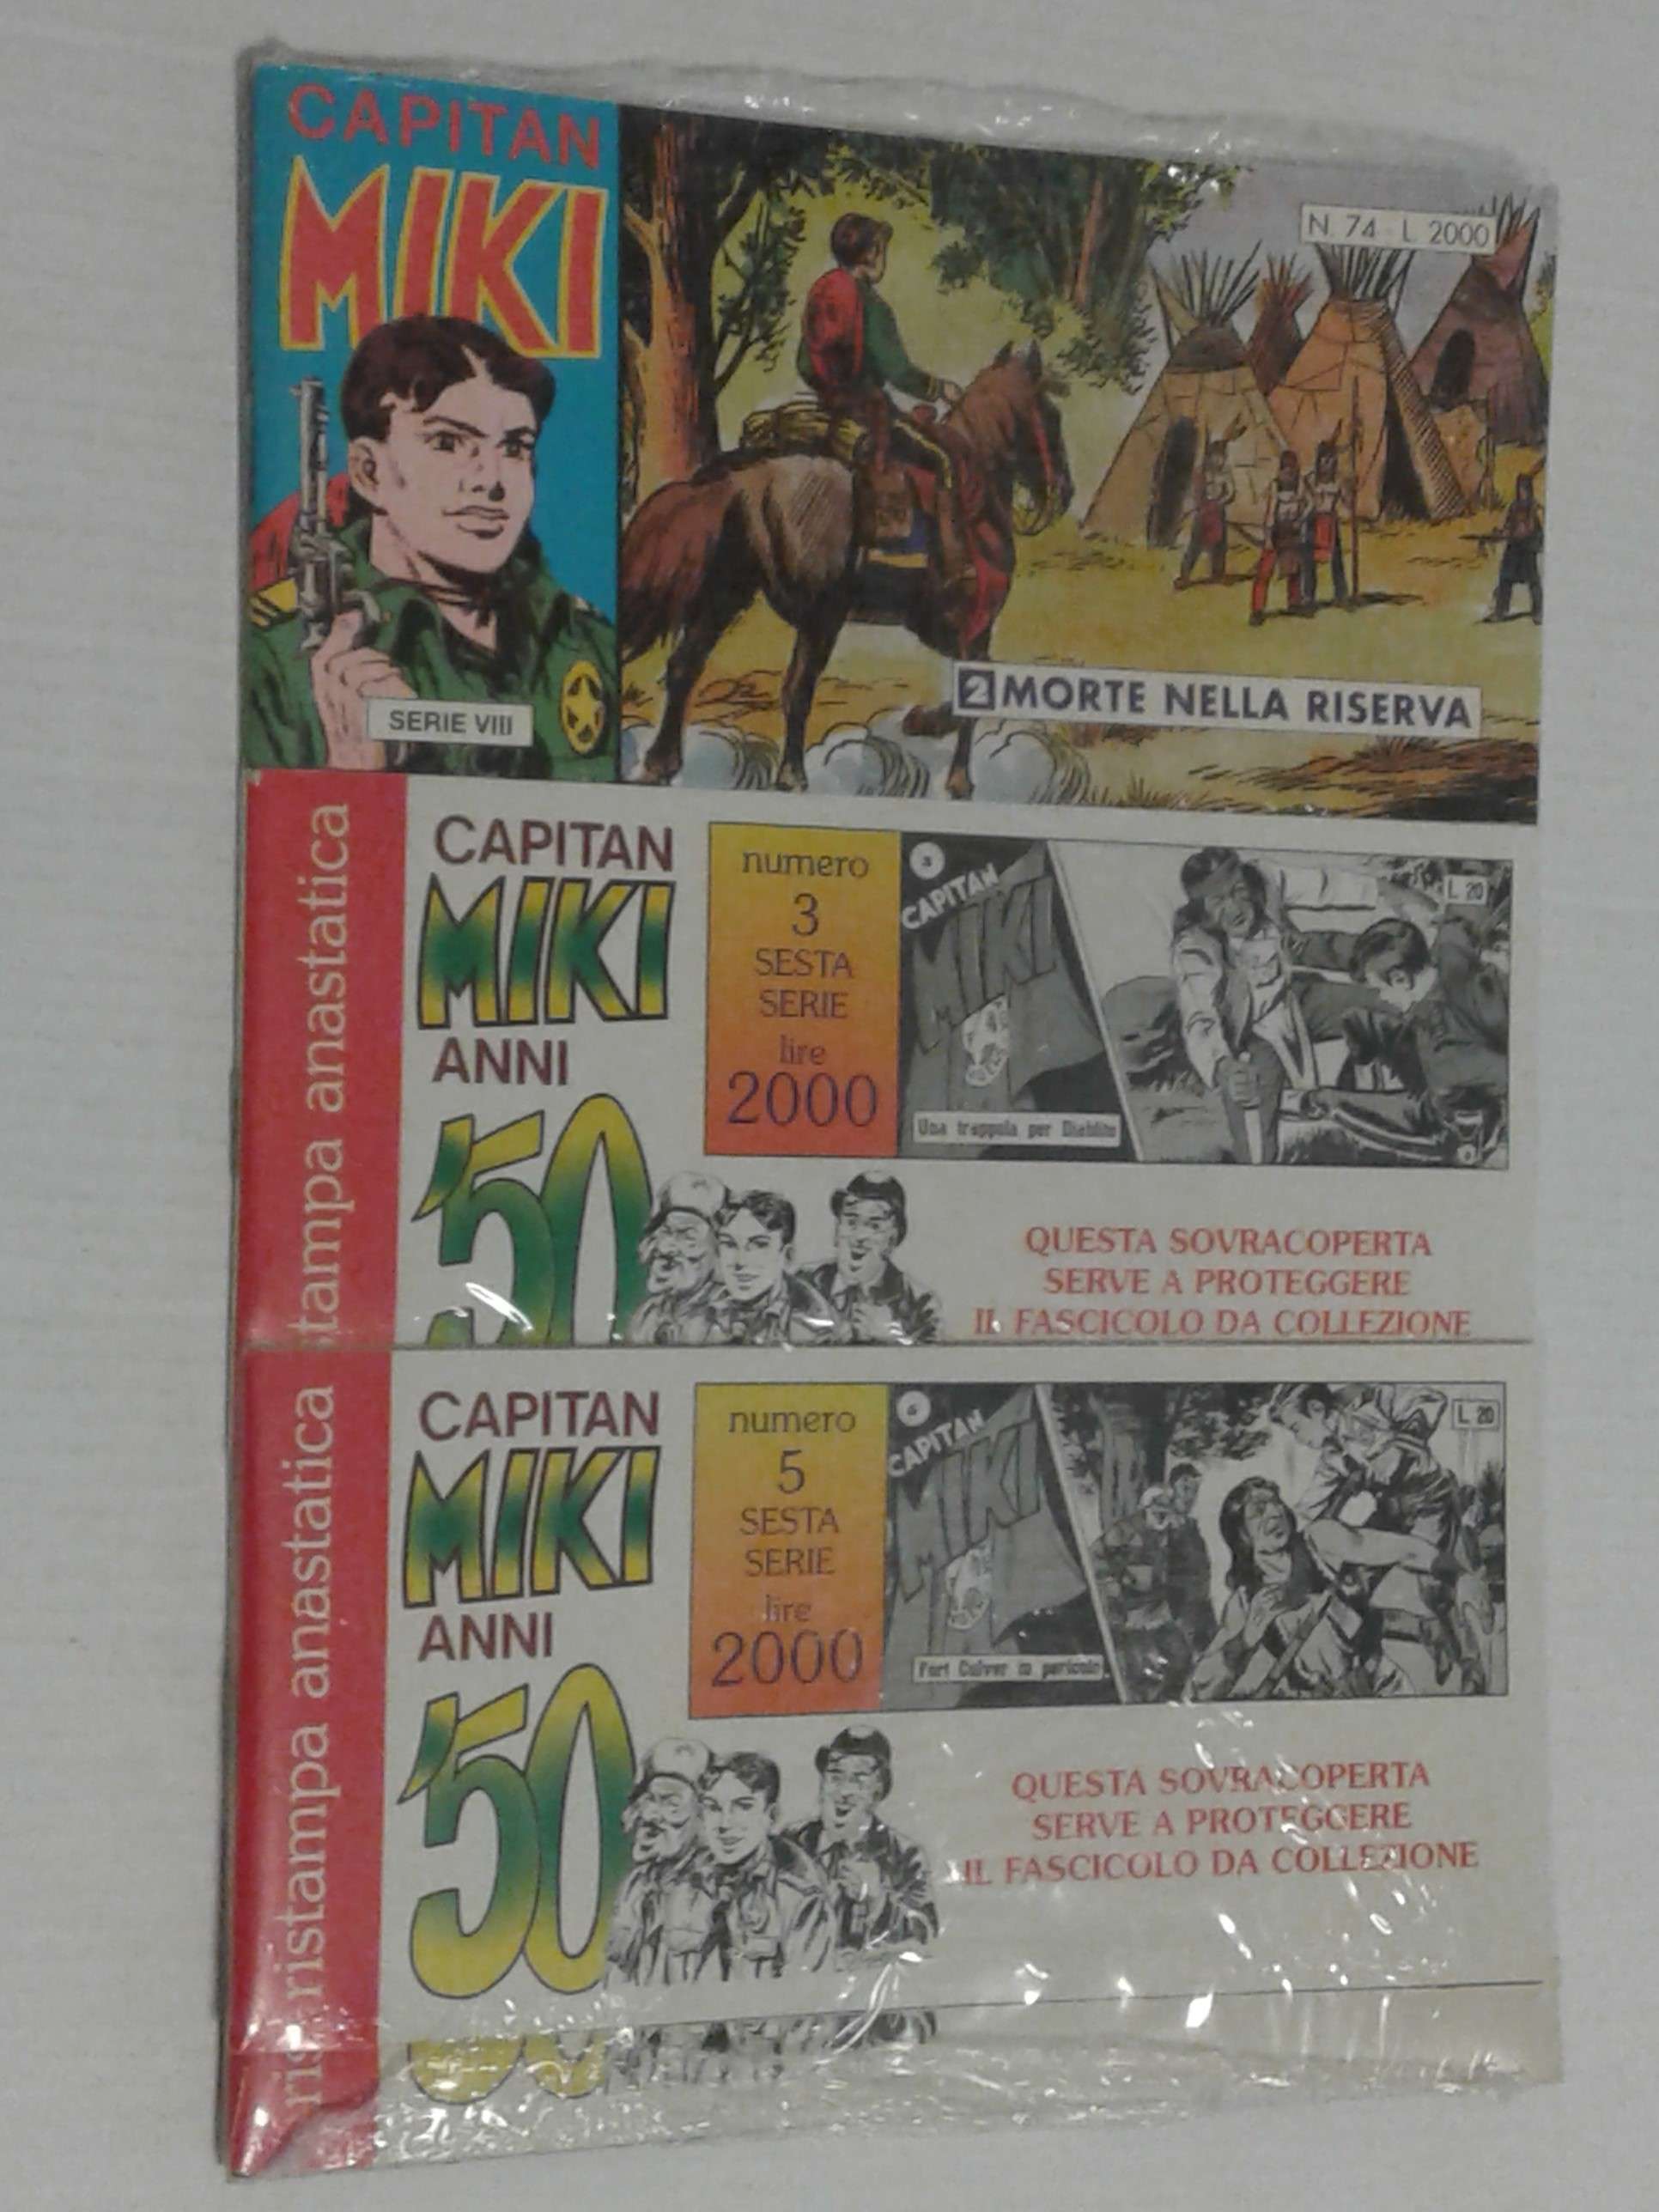 CAPITAN
MIKI
SERIE VIII
N. 74 - L. 2000
2 MORTE NELLA RISERVA
stampa anastatica
CAPITAN
MIKI
ANNI
'50
numero
3
SESTA
SERIE
lire
2000
3
CAPITAN
MIKI
L. 20
Una trappola per Diablito
QUESTA SOVRACOPERTA
SERVE A PROTEGGERE
IL FASCICOLO DA COLLEZIONE
ristampa anastatica
CAPITAN
MIKI
ANNI
'50
numero
5
SESTA
SERIE
lire
2000
CAPITAN
MIKI
L. 20
Fort Culver in pericolo
QUESTA SOVRACOPERTA
SERVE A PROTEGGERE
IL FASCICOLO DA COLLEZIONE
ris